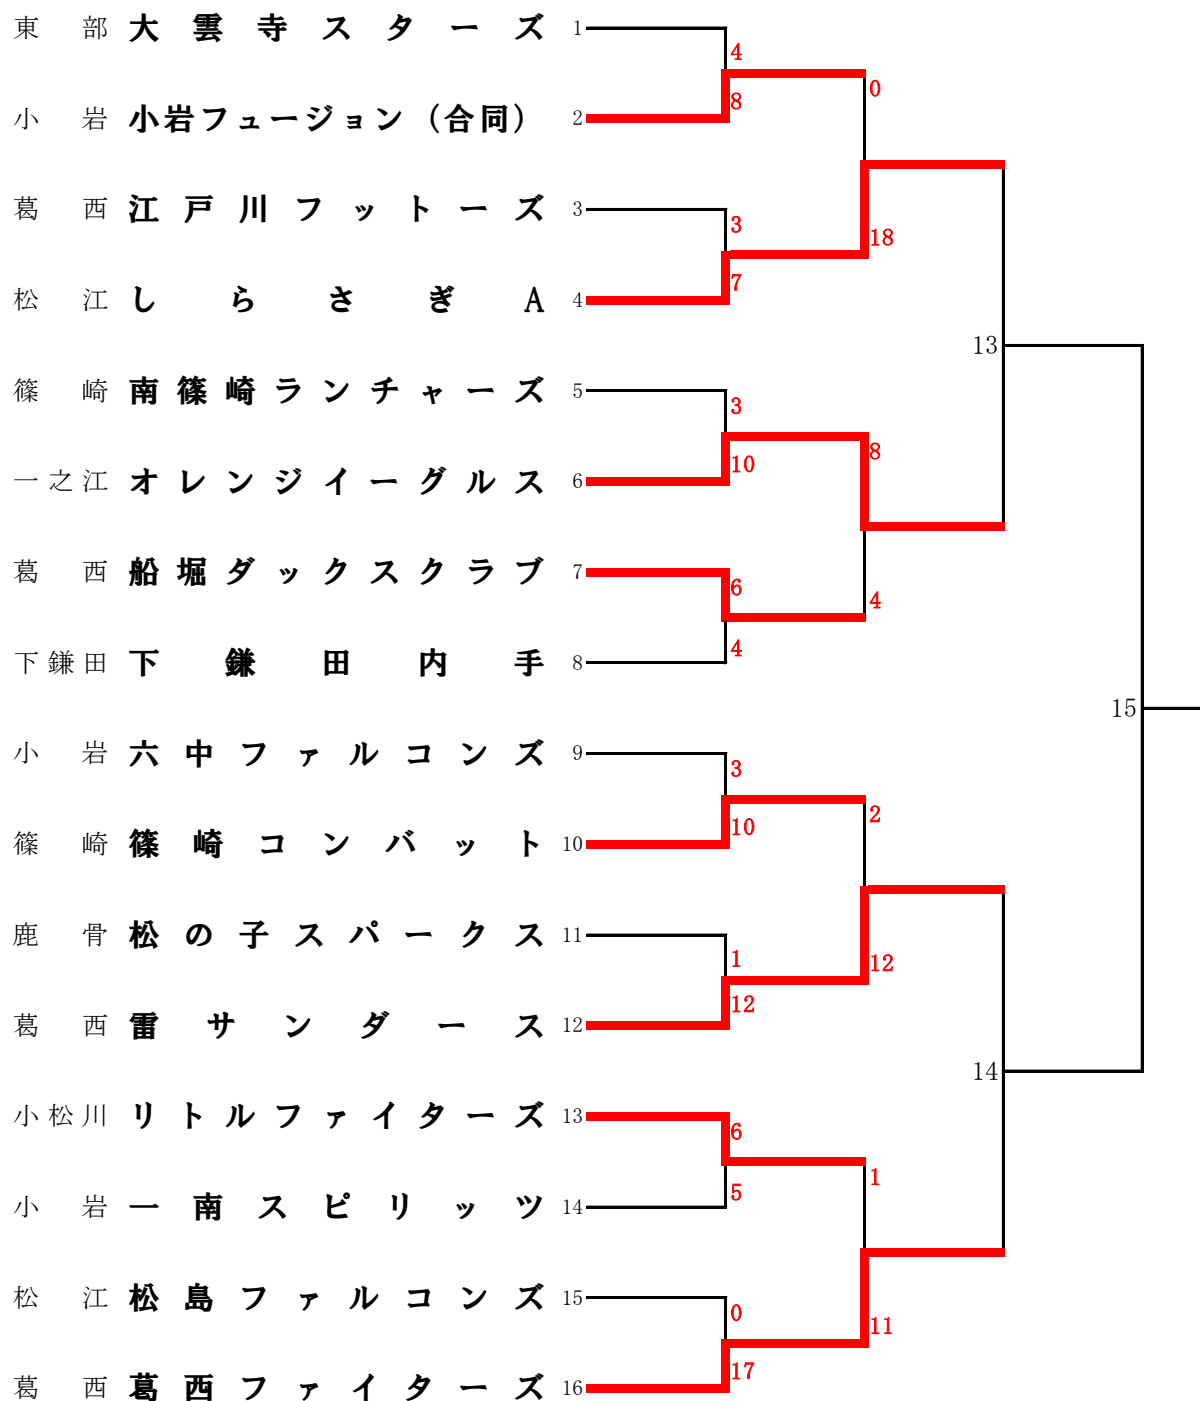 東部 大雲寺スターズ 1
4
0
8
小岩 小岩フュージョン（合同） 2
葛西 江戸川フットーズ 3
3
18
7
松江 しらさぎA 4
13
篠崎 南篠崎ランチャーズ 5
3
8
10
一之江 オレンジイーグルス 6
葛西 船堀ダックスクラブ 7
6
4
4
下鎌田 下鎌田内手 8
15
小岩 六中ファルコンズ 9
3
2
10
篠崎 篠崎コンバット 10
鹿骨 松の子スパークス 11
1
12
12
葛西 雷サンダース 12
14
小松川 リトルファイターズ 13
6
1
5
小岩 一南スピリッツ 14
松江 松島ファルコンズ 15
0
11
17
葛西 葛西ファイターズ 16